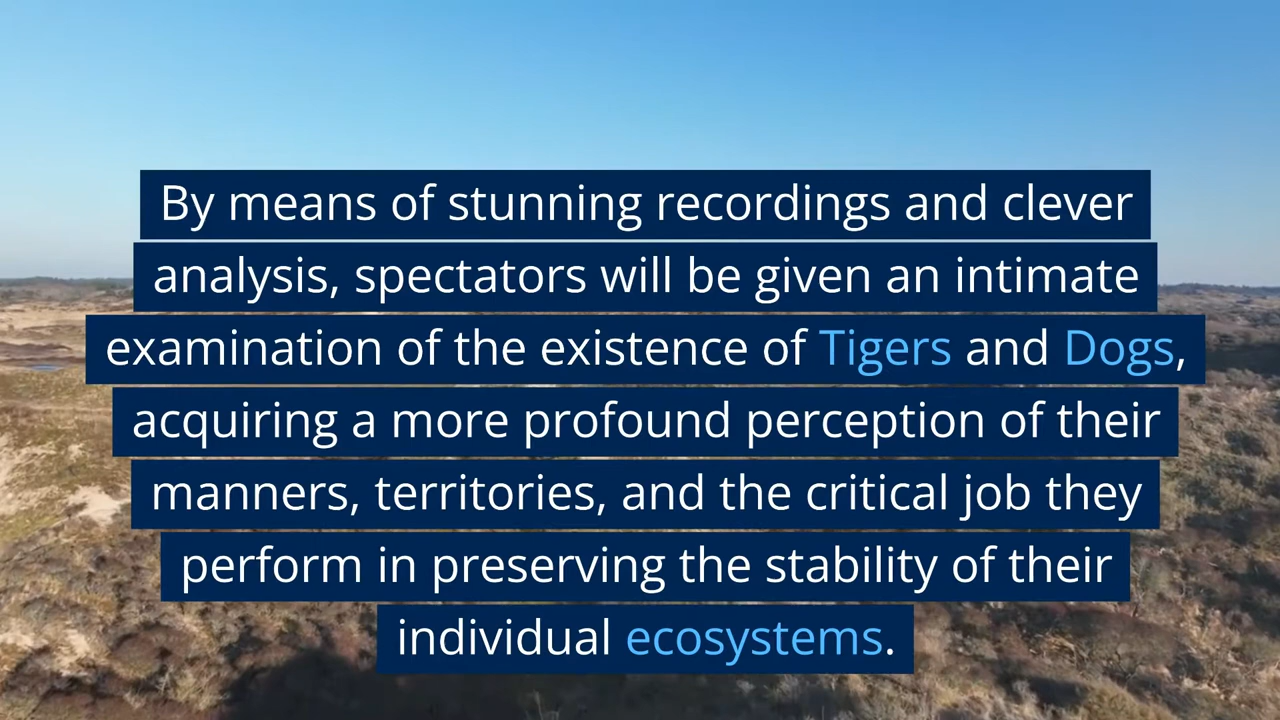 By means of stunning recordings and clever
analysis, spectators will be given an intimate
examination of the existence of Tigers and Dogs,
acquiring a more profound perception of their
manners, territories, and the critical job they
perform in preserving the stability of their
individual ecosystems.